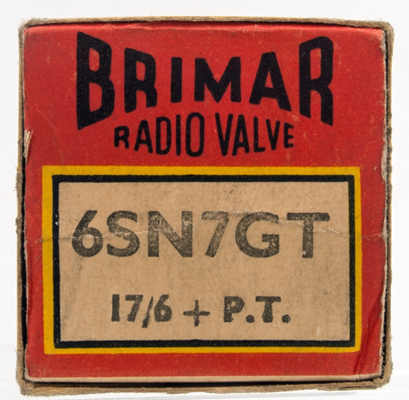 BRIMAR
RADIO VALVE
6SN7GT
17/6 + P.T.